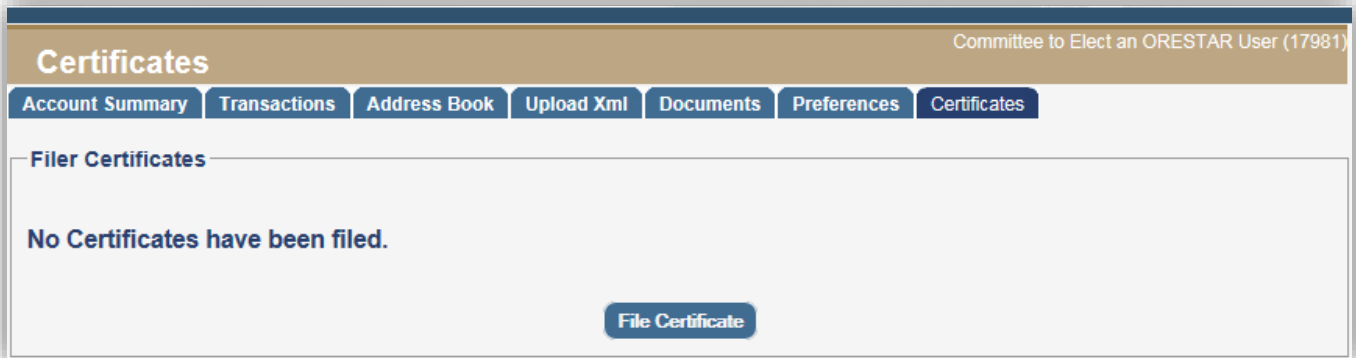 Committee to Elect an ORESTAR User (17981)
Certificates
Account Summary Transactions Address Book Upload Xml Documents Preferences Certificates
Filer Certificates
No Certificates have been filed.
File Certificate